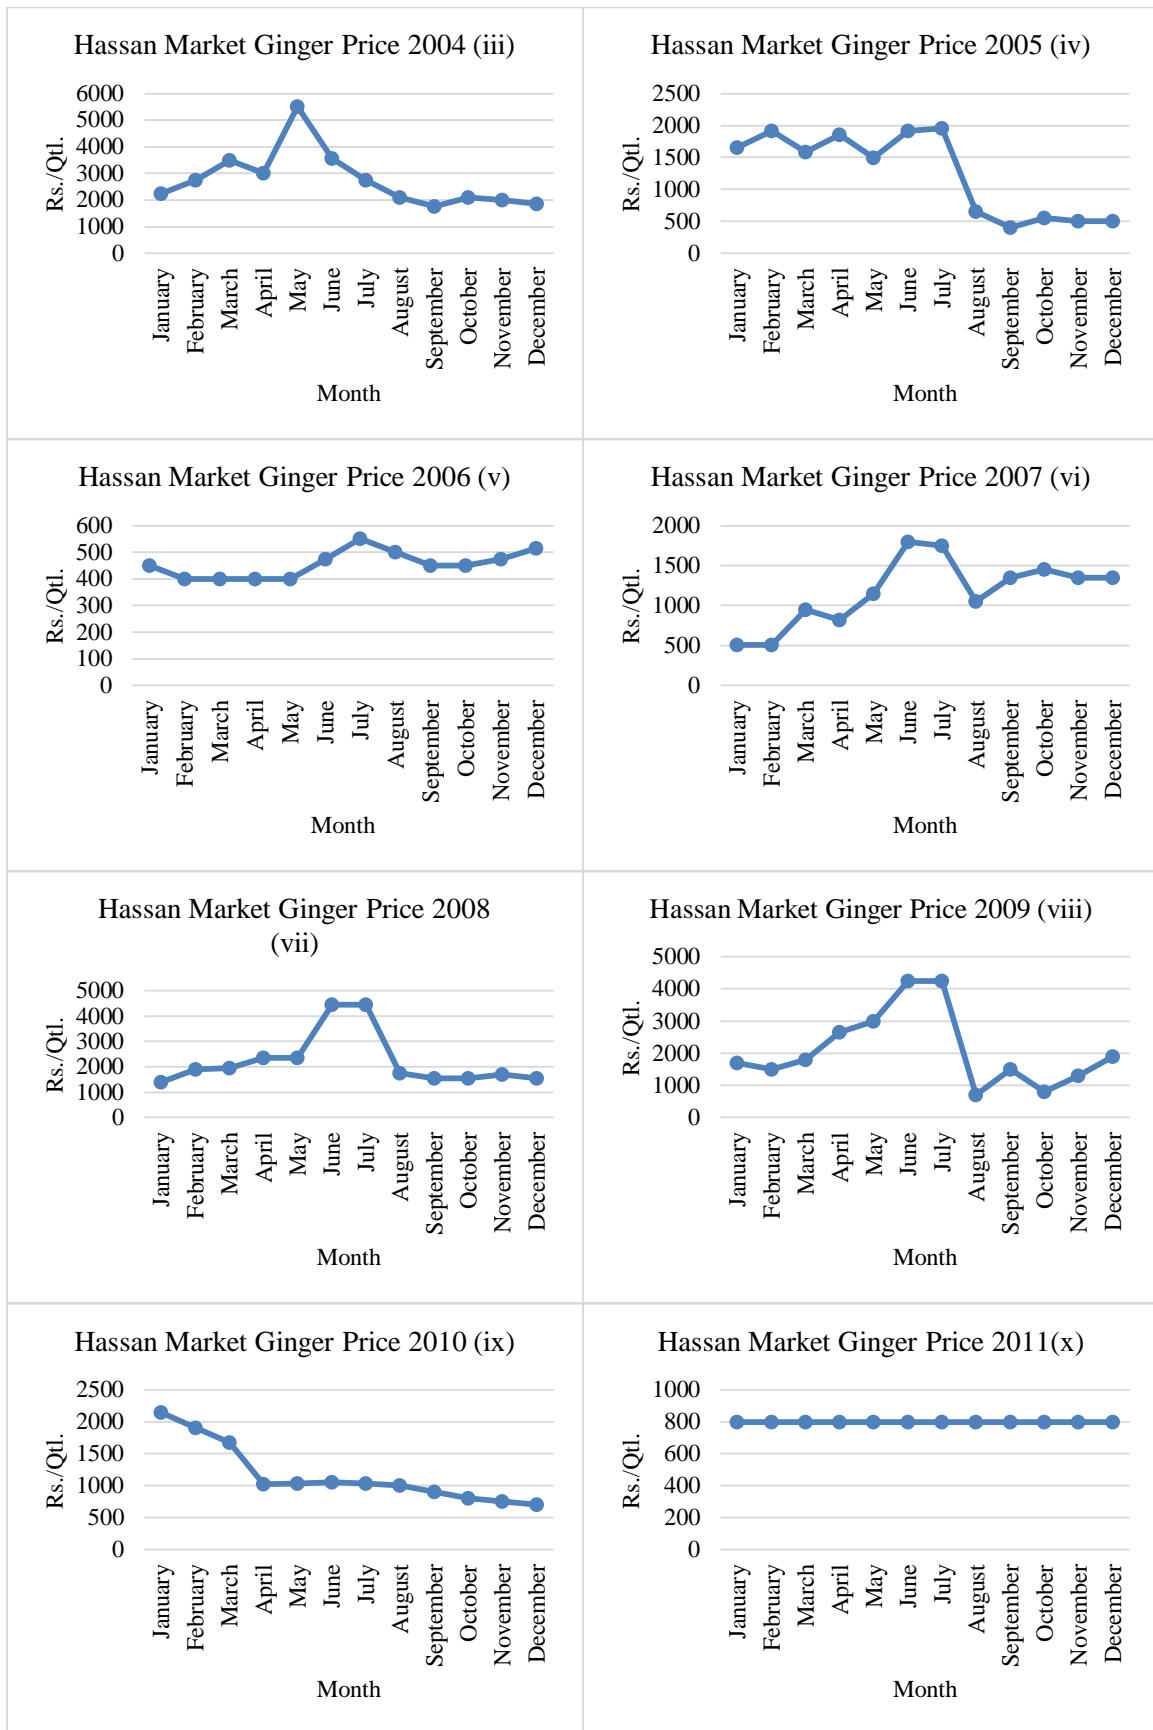 Hassan Market Ginger Price 2004 (iii)
6000
5000
4000
3000
2000
1000
0
Rs./Qtl.
January
February
March
April
May
June
July
August
September
October
November
December
Month
Hassan Market Ginger Price 2005 (iv)
2500
2000
1500
1000
500
0
Rs./Qtl.
January
February
March
April
May
June
July
August
September
October
November
December
Month
Hassan Market Ginger Price 2006 (v)
600
500
400
300
200
100
0
Rs./Qtl.
January
February
March
April
May
June
July
August
September
October
November
December
Month
Hassan Market Ginger Price 2007 (vi)
2000
1500
1000
500
0
Rs./Qtl.
January
February
March
April
May
June
July
August
September
October
November
December
Month
Hassan Market Ginger Price 2008
(vii)
5000
4000
3000
2000
1000
0
Rs./Qtl.
January
February
March
April
May
June
July
August
September
October
November
December
Month
Hassan Market Ginger Price 2009 (viii)
5000
4000
3000
2000
1000
0
Rs./Qtl.
January
February
March
April
May
June
July
August
September
October
November
December
Month
Hassan Market Ginger Price 2010 (ix)
2500
2000
1500
1000
500
0
Rs./Qtl.
January
February
March
April
May
June
July
August
September
October
November
December
Month
Hassan Market Ginger Price 2011(x)
1000
800
600
400
200
0
Rs./Qtl.
January
February
March
April
May
June
July
August
September
October
November
December
Month